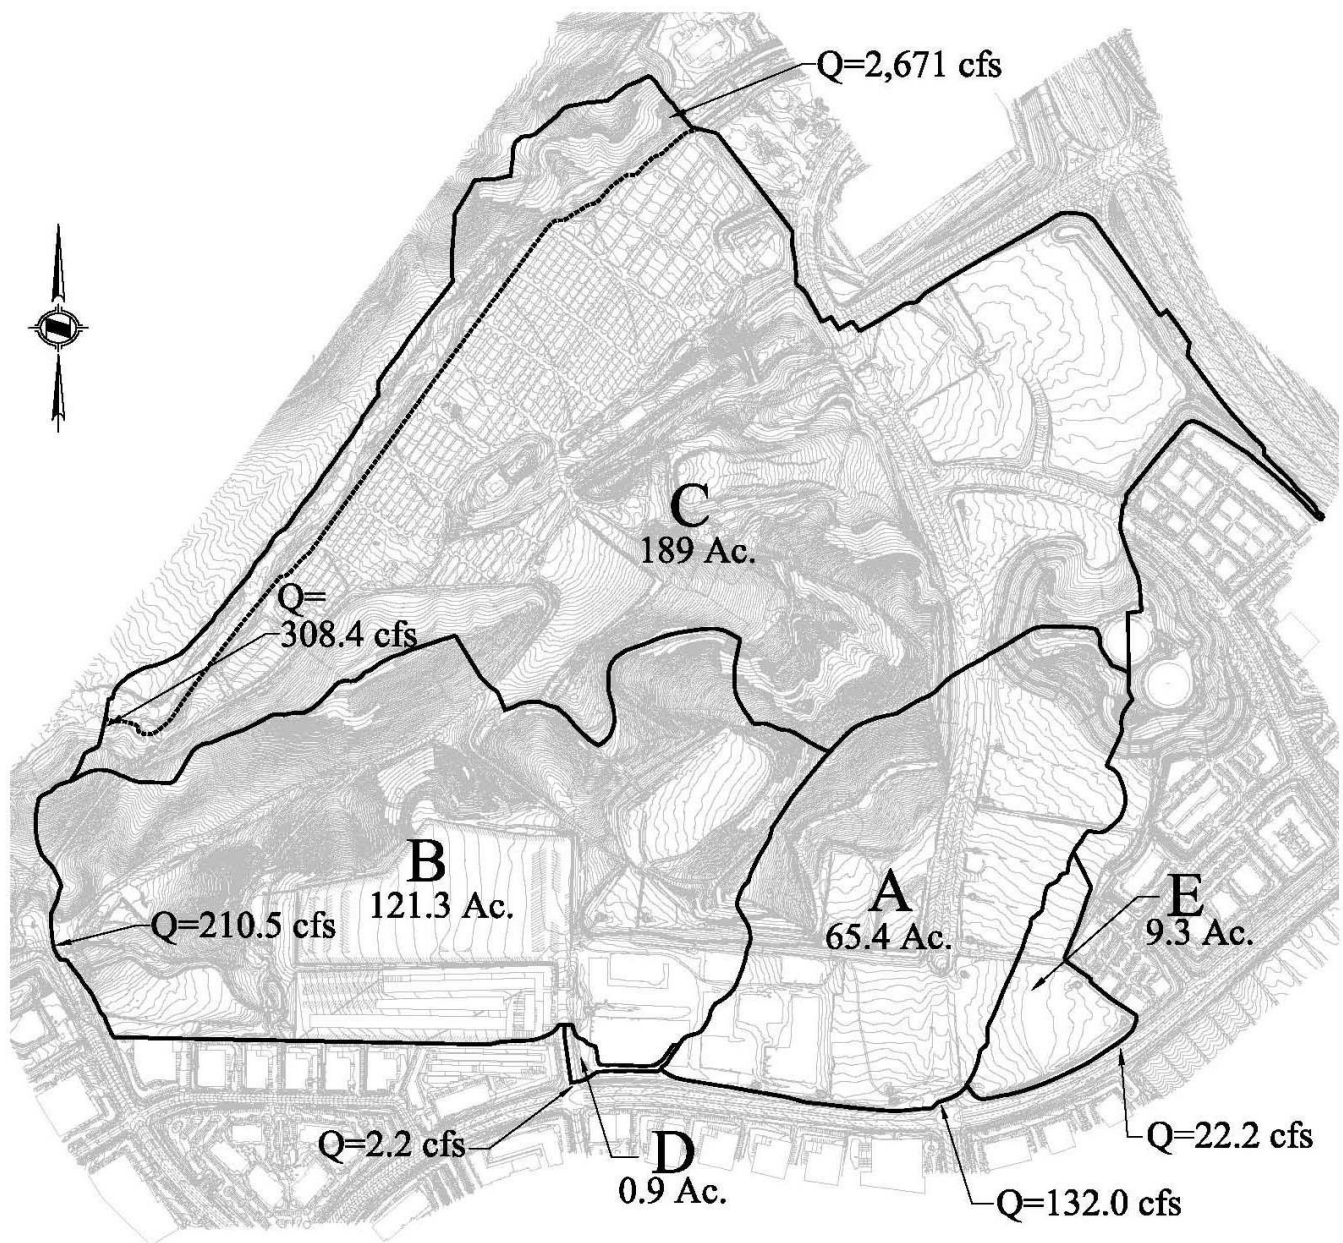 Q=2,671 cfs
C
189 Ac.
Q=
308.4 cfs
B
121.3 Ac.
A
65.4 Ac.
E
9.3 Ac.
Q=210.5 cfs
Q=2.2 cfs
D
0.9 Ac.
Q=22.2 cfs
Q=132.0 cfs